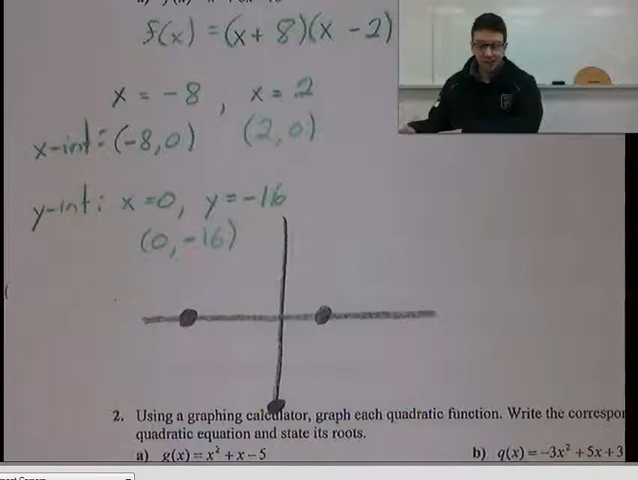 f(x) = (x + 8)(x - 2)
x = -8 , x = 2
x-int: (-8,0) (2,0)
y-int: x = 0, y = -16
(0, -16)
2. Using a graphing calculator, graph each quadratic function. Write the correspon
quadratic equation and state its roots.
a) g(x) = x² + x − 5 b) q(x) = −3x² + 5x + 3